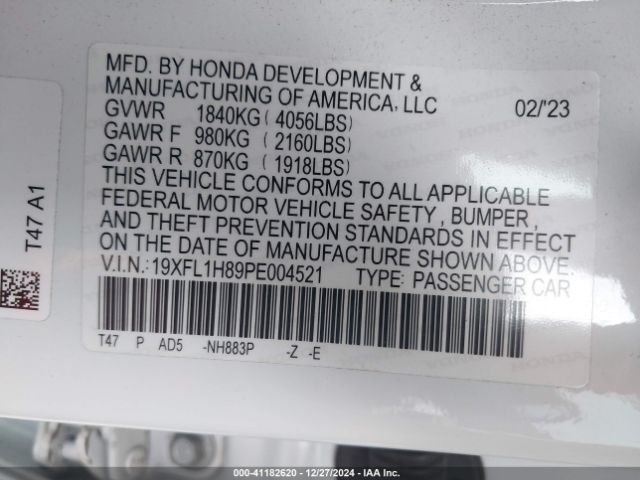 MFD. BY HONDA DEVELOPMENT &
MANUFACTURING OF AMERICA, LLC 02/'23
GVWR 1840KG ( 4056LBS )
GAWR F 980KG ( 2160LBS )
GAWR R 870KG ( 1918LBS )
THIS VEHICLE CONFORMS TO ALL APPLICABLE
FEDERAL MOTOR VEHICLE SAFETY , BUMPER ,
AND THEFT PREVENTION STANDARDS IN EFFECT
ON THE DATE OF MANUFACTURE SHOWN ABOVE.
V.I.N.: 19XFL1H89PE004521 TYPE: PASSENGER CAR
T47 P AD5 -NH883P -Z -E
T47 A1
000-41182620 - 12/27/2024 - IAA Inc.